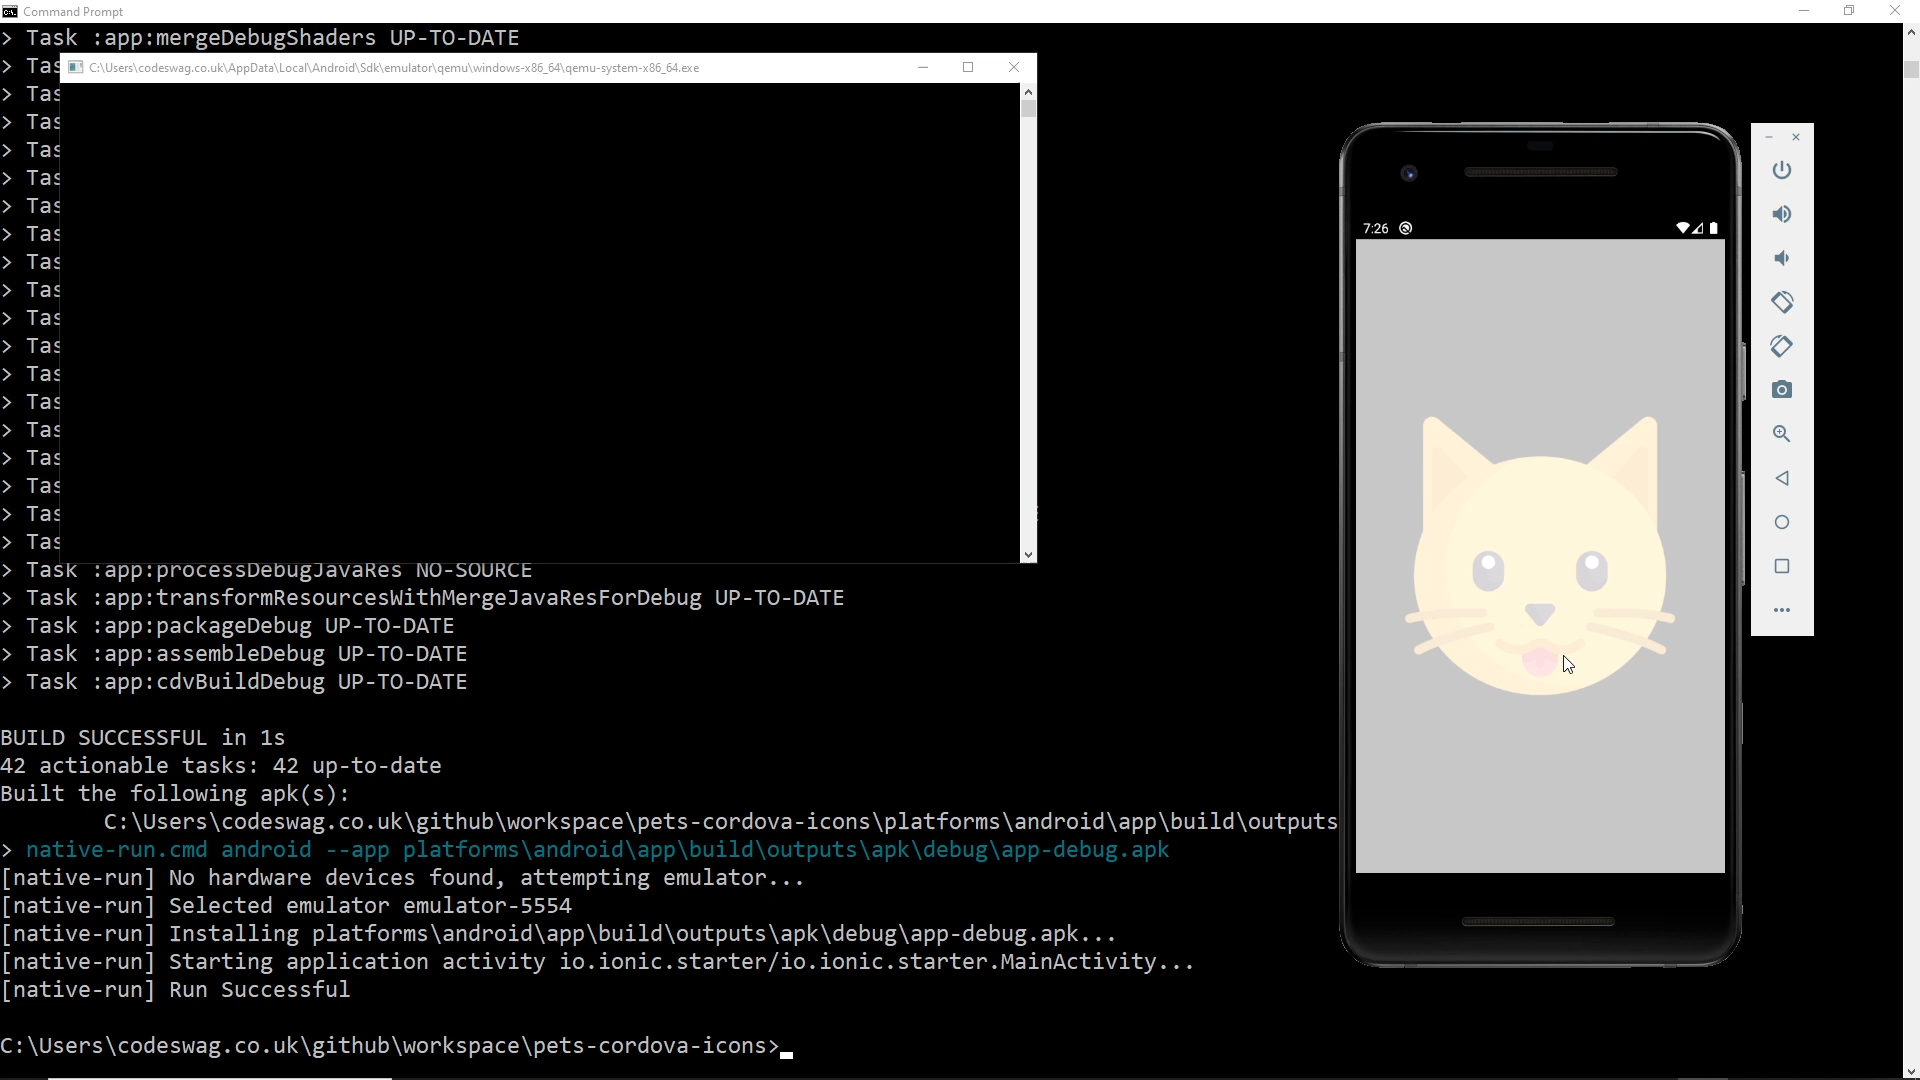 Command Prompt
> Task :app:mergeDebugShaders UP-TO-DATE
C:\Users\codeswag.co.uk\AppData\Local\Android\Sdk\emulator\qemu\windows-x86_64\qemu-system-x86_64.exe
> Task :app:processDebugJavaRes NO-SOURCE
> Task :app:transformResourcesWithMergeJavaResForDebug UP-TO-DATE
> Task :app:packageDebug UP-TO-DATE
> Task :app:assembleDebug UP-TO-DATE
> Task :app:cdvBuildDebug UP-TO-DATE
BUILD SUCCESSFUL in 1s
42 actionable tasks: 42 up-to-date
Built the following apk(s):
C:\Users\codeswag.co.uk\github\workspace\pets-cordova-icons\platforms\android\app\build\outputs
> native-run.cmd android --app platforms\android\app\build\outputs\apk\debug\app-debug.apk
[native-run] No hardware devices found, attempting emulator...
[native-run] Selected emulator emulator-5554
[native-run] Installing platforms\android\app\build\outputs\apk\debug\app-debug.apk...
[native-run] Starting application activity io.ionic.starter/io.ionic.starter.MainActivity...
[native-run] Run Successful
C:\Users\codeswag.co.uk\github\workspace\pets-cordova-icons>
7:26